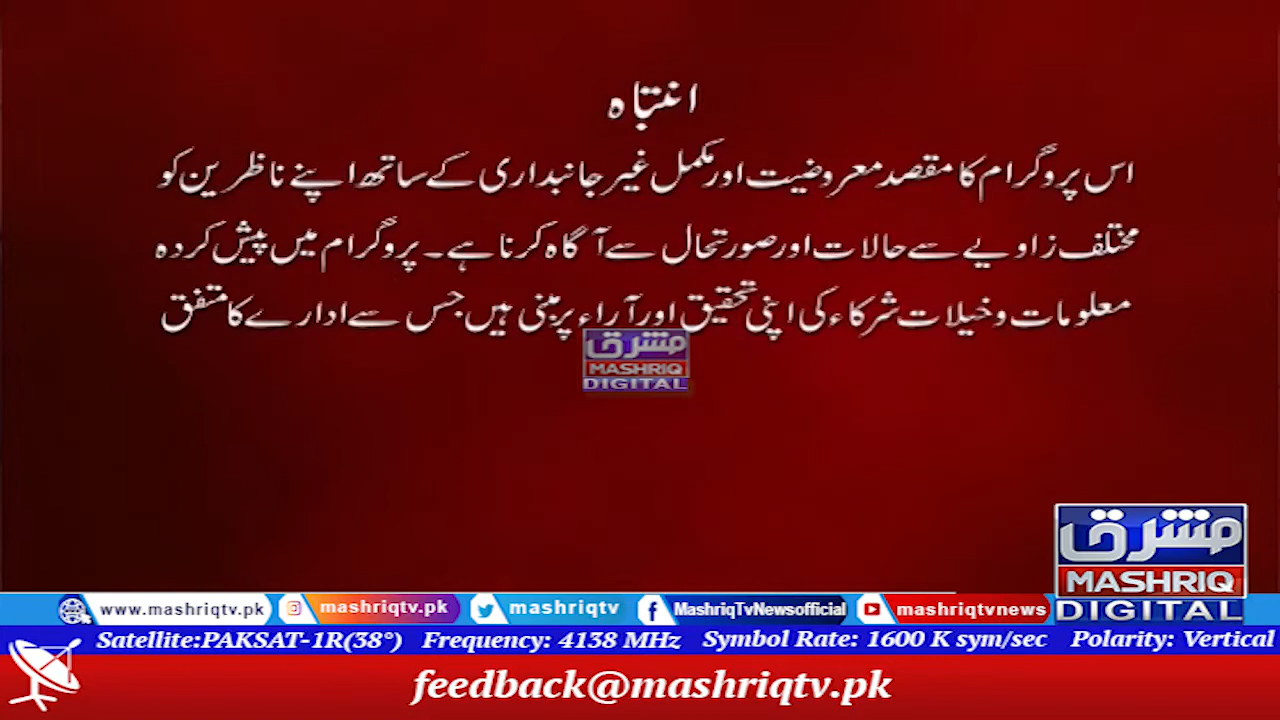 انتباہ
اس پروگرام کا مقصد معروضیت اور مکمل غیر جانبداری کے ساتھ اپنے ناظرین کو
مختلف زاویے سے حالات اور صورتحال سے آگاہ کرنا ہے۔ پروگرام میں پیش کردہ
معلومات و خیلات شرکاء کی اپنی تحقیق اور آراء پر مبنی ہیں جس سے ادارے کا متفق
مشرق
MASHRIQ
DIGITAL
مشرق
MASHRIQ
DIGITAL
www.mashriqtv.pk mashriqtv.pk mashriqtv MashriqTvNewsofficial mashriqtvnews
Satellite:PAKSAT-1R(38°) Frequency: 4138 MHz Symbol Rate: 1600 K sym/sec Polarity: Vertical
feedback@mashriqtv.pk